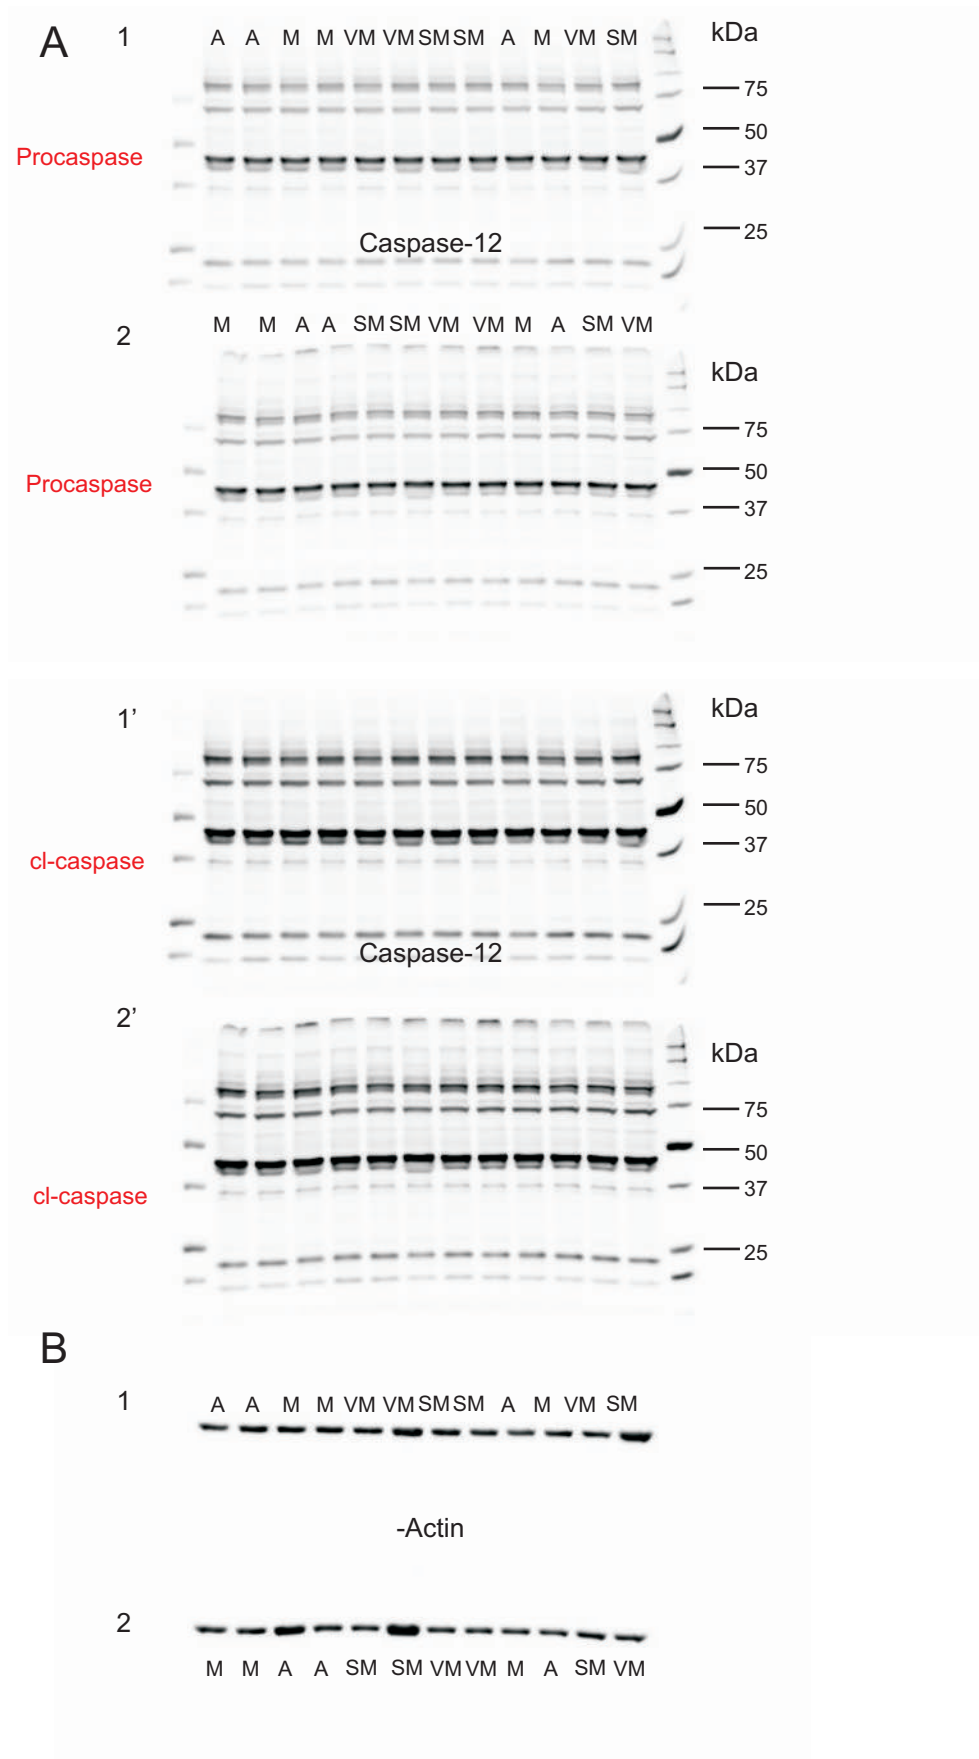 A
1
A A M M VM VM SM SM A M VM SM
kDa
75
50
Procaspase
37
25
Caspase-12
2
M M A A SM SM VM VM M A SM VM
kDa
75
50
Procaspase
37
25
1’
kDa
75
50
37
cl-caspase
25
Caspase-12
2’
kDa
75
50
37
cl-caspase
25
B
1
A A M M VM VM SM SM A M VM SM
-Actin
2
M M A A SM SM VM VM M A SM VM